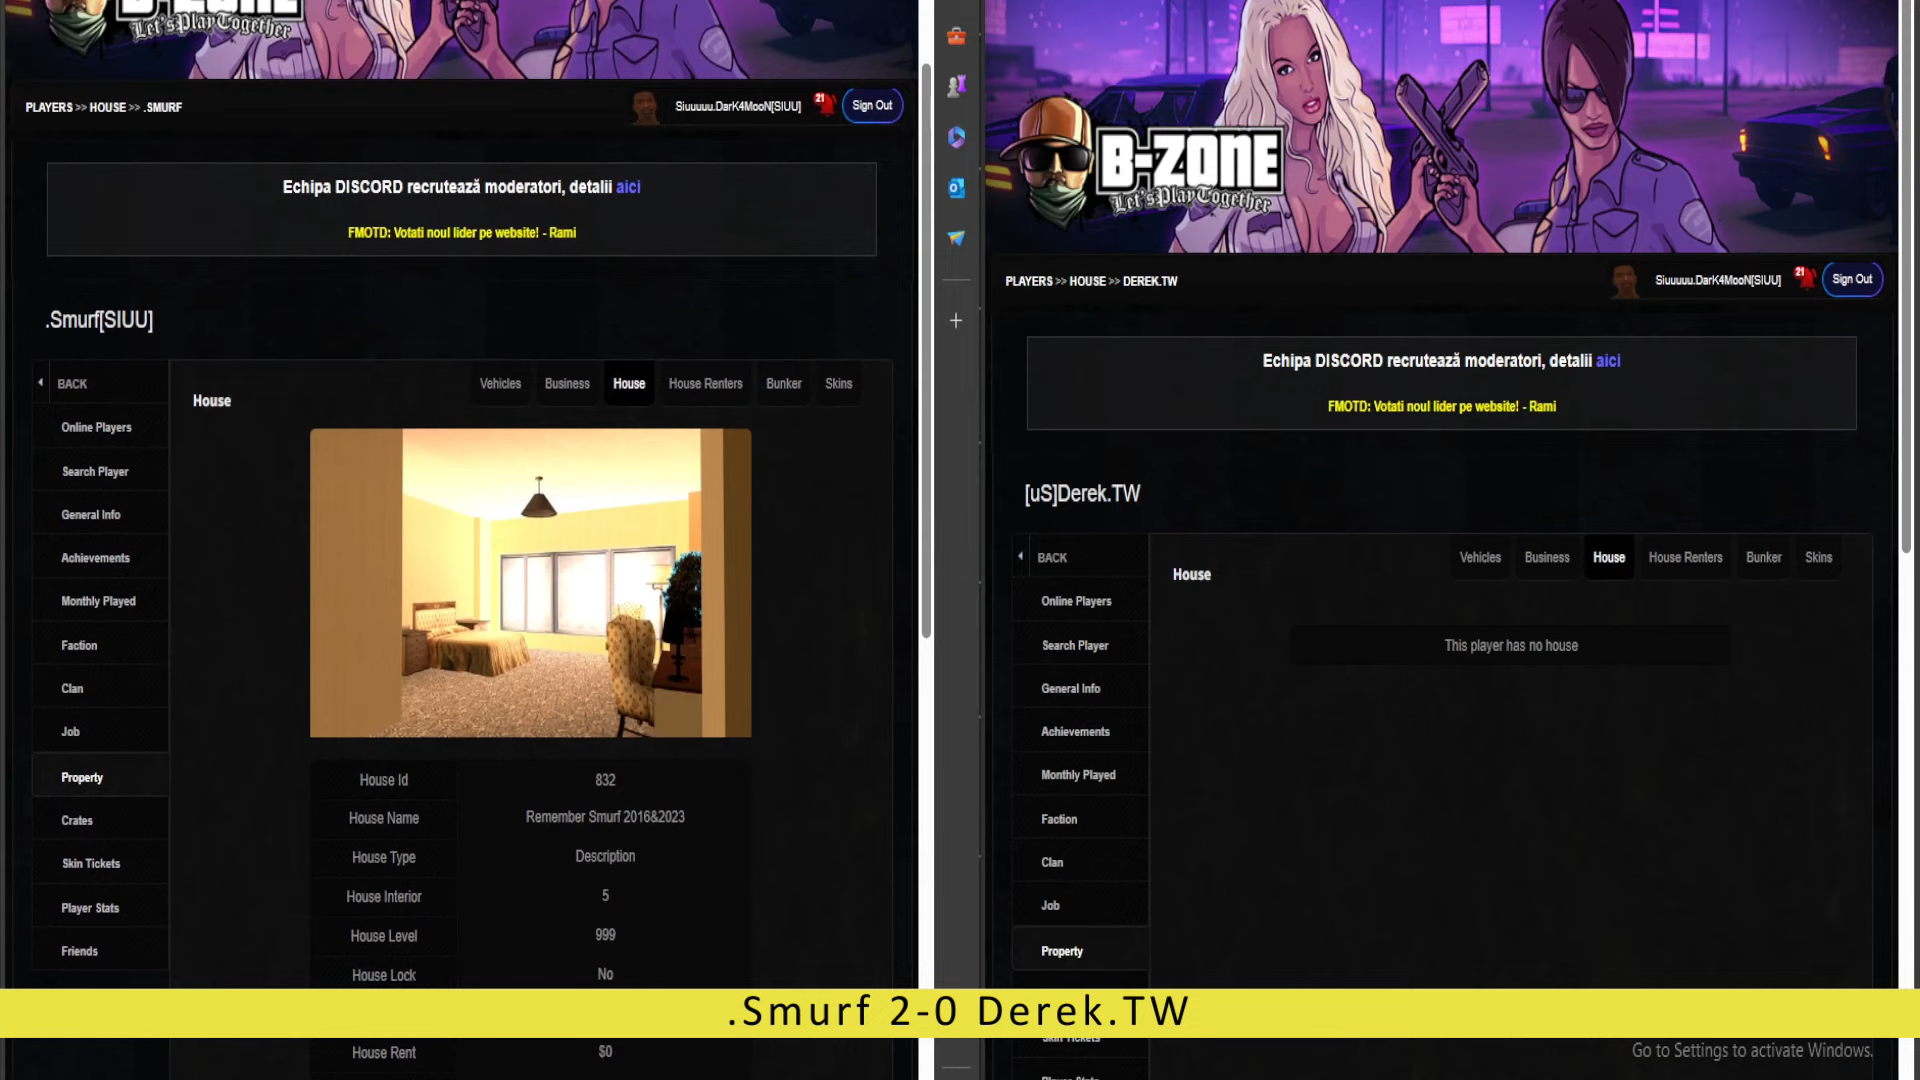 B-ZONE
Let'sPlayTogether
PLAYERS >> HOUSE >> .SMURF
Siuuuuu.DarK4MooN[SIUU]
21
Sign Out
Echipa DISCORD recrutează moderatori, detalii aici
FMOTD: Votati noul lider pe website! - Rami
.Smurf[SIUU]
BACK
Online Players
Search Player
General Info
Achievements
Monthly Played
Faction
Clan
Job
Property
Crates
Skin Tickets
Player Stats
Friends
House
Vehicles Business House House Renters Bunker Skins
House Id 832
House Name Remember Smurf 2016&2023
House Type Description
House Interior 5
House Level 999
House Lock No
House Rent $0
B-ZONE
Let'sPlayTogether
PLAYERS >> HOUSE >> DEREK.TW
Siuuuuu.DarK4MooN[SIUU]
21
Sign Out
Echipa DISCORD recrutează moderatori, detalii aici
FMOTD: Votati noul lider pe website! - Rami
[uS]Derek.TW
BACK
Online Players
Search Player
General Info
Achievements
Monthly Played
Faction
Clan
Job
Property
Skin Tickets
Player Stats
House
Vehicles Business House House Renters Bunker Skins
This player has no house
.Smurf 2-0 Derek.TW
Go to Settings to activate Windows.